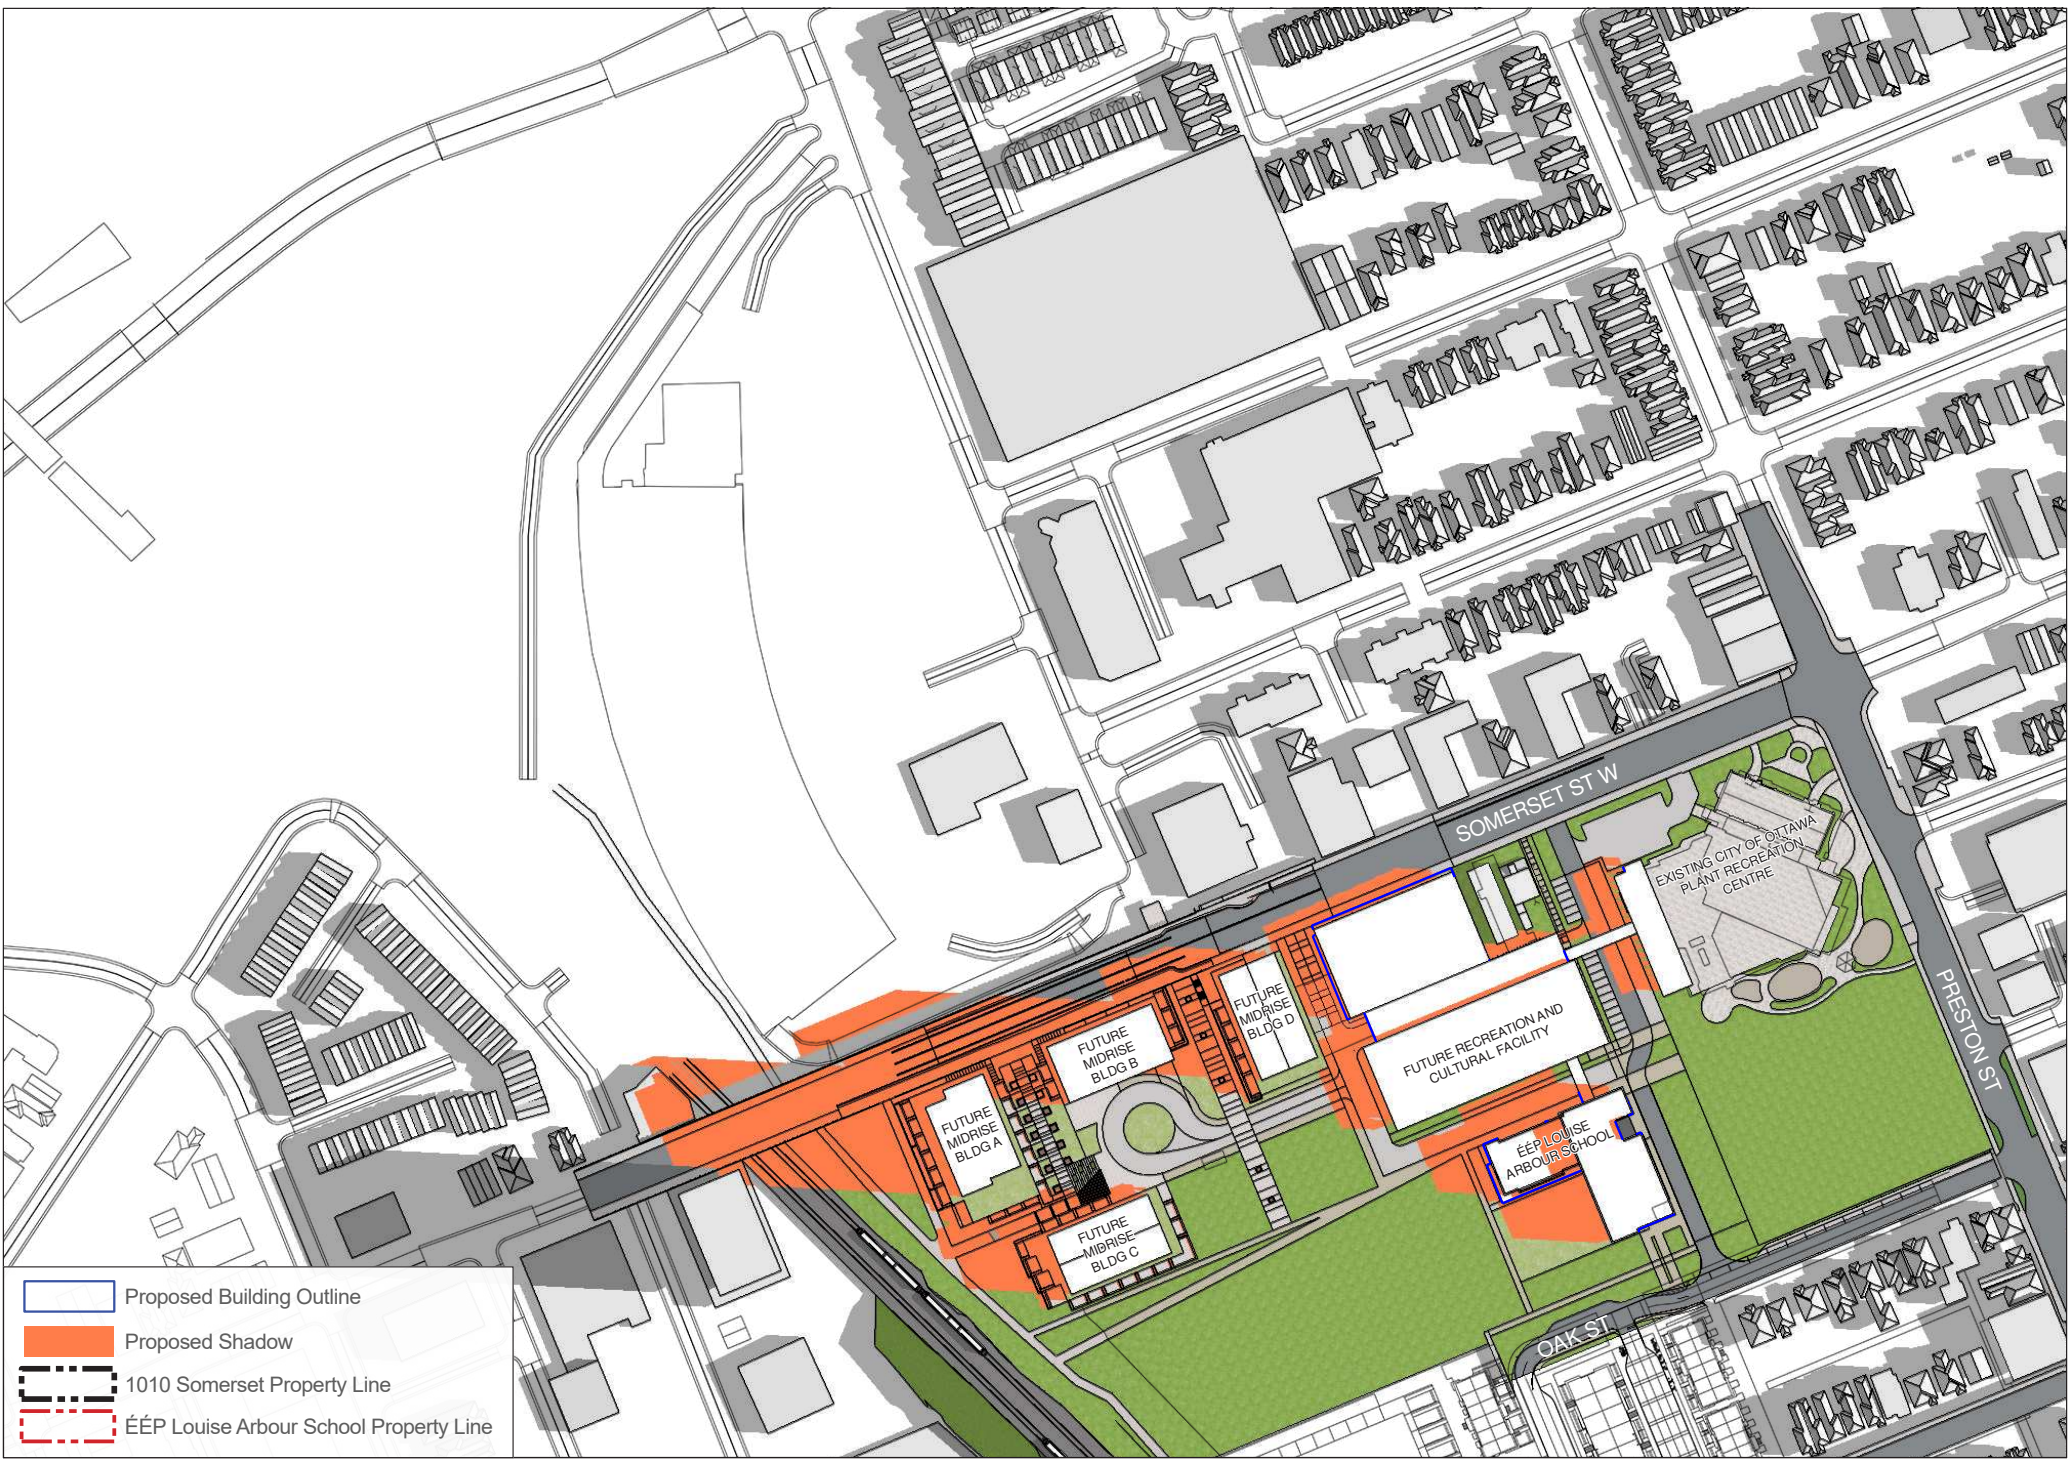 SOMERSET ST W
EXISTING CITY OF OTTAWA
PLANT RECREATION
CENTRE
PRESTON ST
FUTURE
MIDRISE
BLDG D
FUTURE
MIDRISE
BLDG B
FUTURE RECREATION AND
CULTURAL FACILITY
FUTURE
MIDRISE
BLDG A
ÉÉP LOUISE
ARBOUR SCHOOL
FUTURE
MIDRISE
BLDG C
OAK ST
Proposed Building Outline
Proposed Shadow
1010 Somerset Property Line
ÉÉP Louise Arbour School Property Line